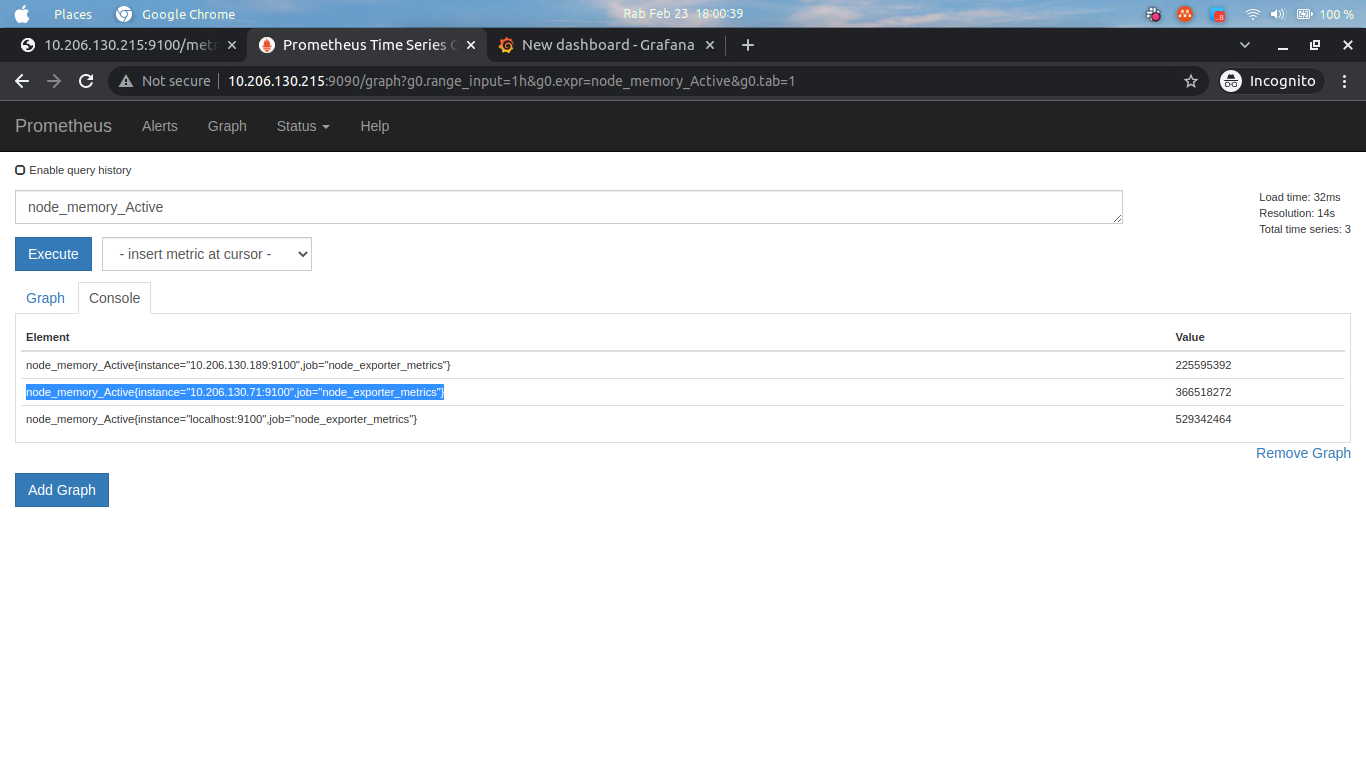 Places Google Chrome Rab Feb 23 18:00:39 100 %
10.206.130.215:9100/metr Prometheus Time Series C New dashboard - Grafana
Not secure 10.206.130.215:9090/graph?g0.range_input=1h&g0.expr=node_memory_Active&g0.tab=1 Incognito
Prometheus Alerts Graph Status Help
Enable query history
node_memory_Active
Load time: 32ms
Resolution: 14s
Total time series: 3
Execute - insert metric at cursor -
Graph Console
Element Value
node_memory_Active{instance="10.206.130.189:9100",job="node_exporter_metrics"} 225595392
node_memory_Active{instance="10.206.130.71:9100",job="node_exporter_metrics"} 366518272
node_memory_Active{instance="localhost:9100",job="node_exporter_metrics"} 529342464
Remove Graph
Add Graph